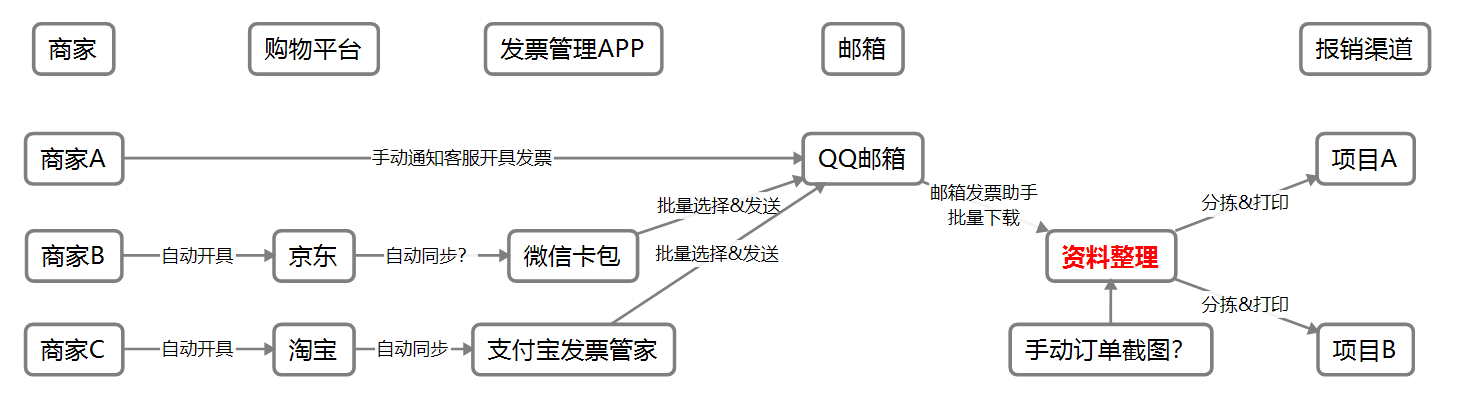 商家
购物平台
发票管理APP
邮箱
报销渠道
商家A
手动通知客服开具发票
QQ邮箱
项目A
邮箱发票助手
批量下载
分拣&打印
批量选择&发送
商家B
自动开具
京东
自动同步？
微信卡包
批量选择&发送
资料整理
分拣&打印
商家C
自动开具
淘宝
自动同步
支付宝发票管家
手动订单截图？
项目B